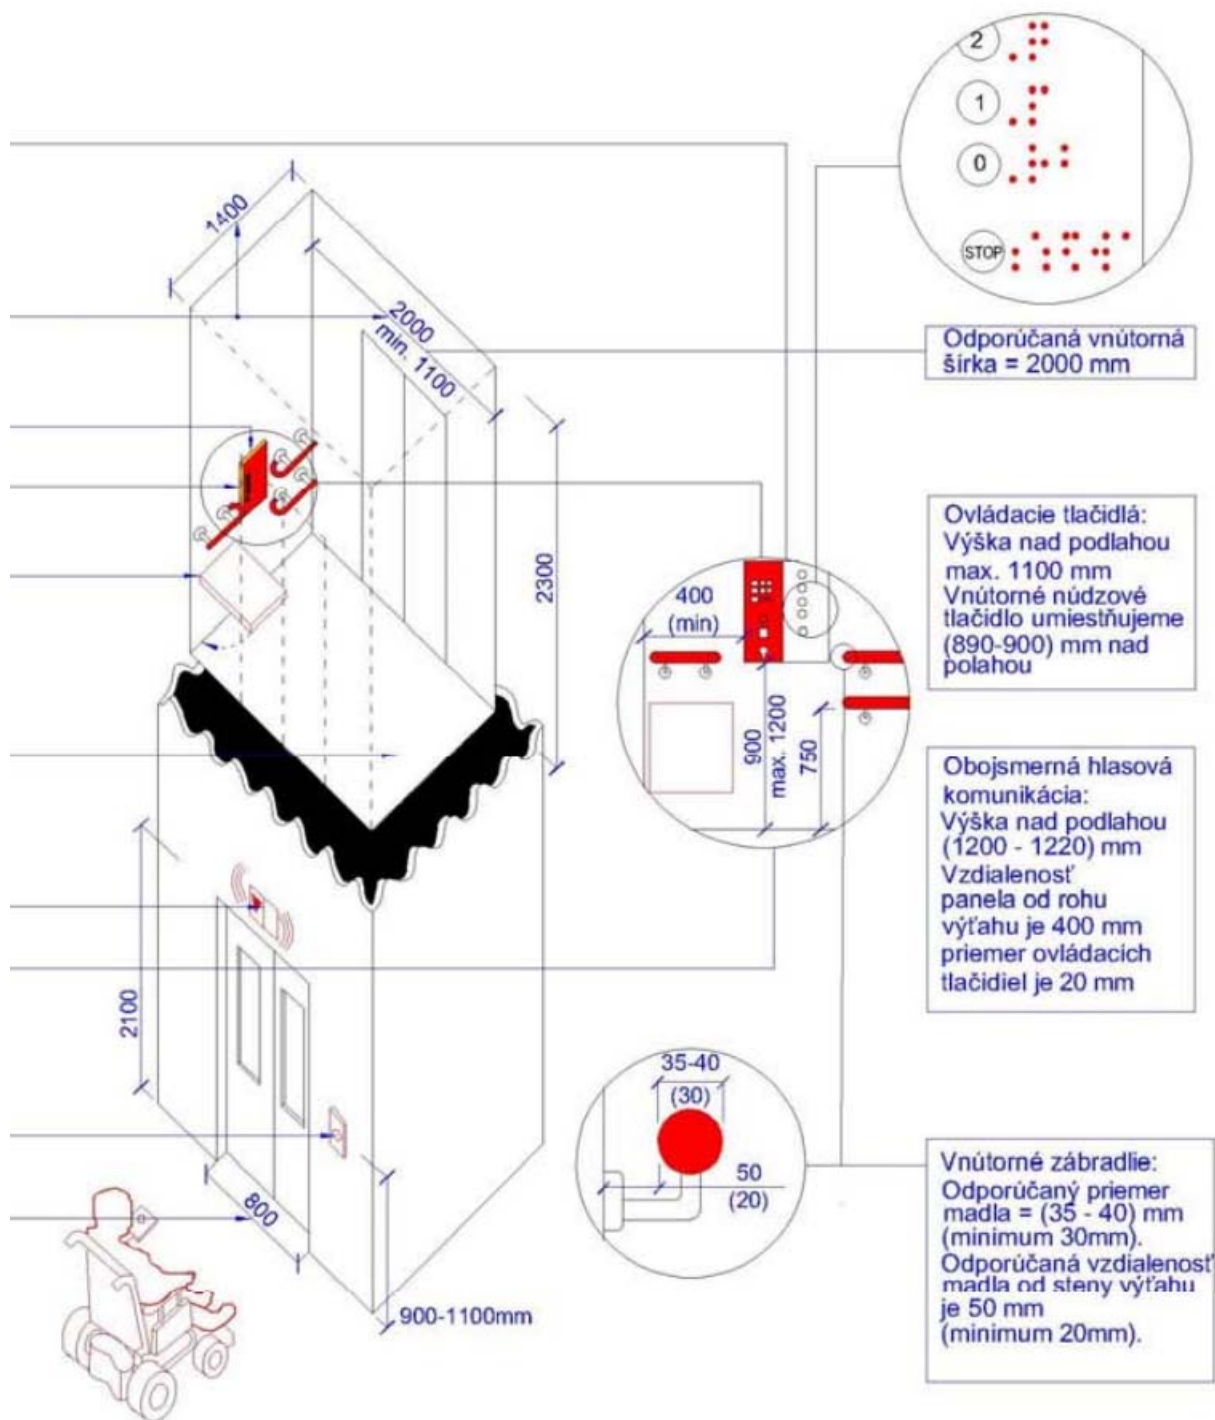 2
1
0
STOP
1400
2000
min. 1100
Odporúčaná vnútorná
šírka = 2000 mm
2300
Ovládacie tlačidlá:
Výška nad podlahou
max. 1100 mm
Vnútorné núdzové
tlačidlo umiestňujeme
(890-900) mm nad
polahou
400
(min)
900
max. 1200
750
Obojsmerná hlasová
komunikácia:
Výška nad podlahou
(1200 - 1220) mm
Vzdialenosť
panela od rohu
výťahu je 400 mm
priemer ovládacích
tlačidiel je 20 mm
2100
35-40
(30)
50
(20)
800
900-1100mm
Vnútorné zábradlie:
Odporúčaný priemer
madla = (35 - 40) mm
(minimum 30mm).
Odporúčaná vzdialenosť
madla od steny výťahu
je 50 mm
(minimum 20mm).